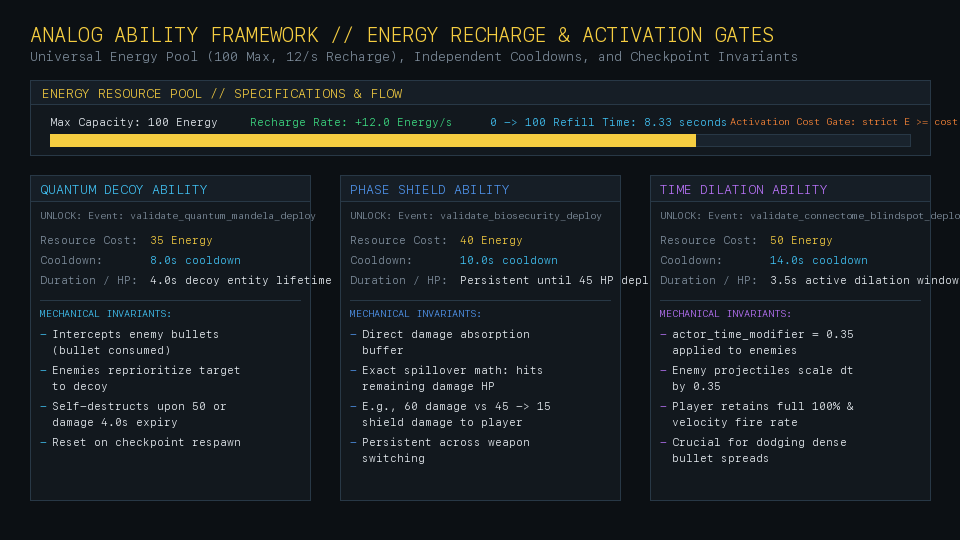 ANALOG ABILITY FRAMEWORK // ENERGY RECHARGE & ACTIVATION GATES
Universal Energy Pool (100 Max, 12/s Recharge), Independent Cooldowns, and Checkpoint Invariants
ENERGY RESOURCE POOL // SPECIFICATIONS & FLOW
Max Capacity: 100 Energy
Recharge Rate: +12.0 Energy/s
0 -> 100 Refill Time: 8.33 seconds
Activation Cost Gate: strict E >= cost
QUANTUM DECOY ABILITY
UNLOCK: Event: validate_quantum_mandela_deploy
Resource Cost: 35 Energy
Cooldown: 8.0s cooldown
Duration / HP: 4.0s decoy entity lifetime
MECHANICAL INVARIANTS:
– Intercepts enemy bullets
(bullet consumed)
– Enemies reprioritize target
to decoy
– Self-destructs upon 50 or
damage 4.0s expiry
– Reset on checkpoint respawn
PHASE SHIELD ABILITY
UNLOCK: Event: validate_biosecurity_deploy
Resource Cost: 40 Energy
Cooldown: 10.0s cooldown
Duration / HP: Persistent until 45 HP depl
MECHANICAL INVARIANTS:
– Direct damage absorption
buffer
– Exact spillover math: hits
remaining damage HP
– E.g., 60 damage vs 45 -> 15
shield damage to player
– Persistent across weapon
switching
TIME DILATION ABILITY
UNLOCK: Event: validate_connectome_blindspot_deplo
Resource Cost: 50 Energy
Cooldown: 14.0s cooldown
Duration / HP: 3.5s active dilation window
MECHANICAL INVARIANTS:
– actor_time_modifier = 0.35
applied to enemies
– Enemy projectiles scale dt
by 0.35
– Player retains full 100% &
velocity fire rate
– Crucial for dodging dense
bullet spreads